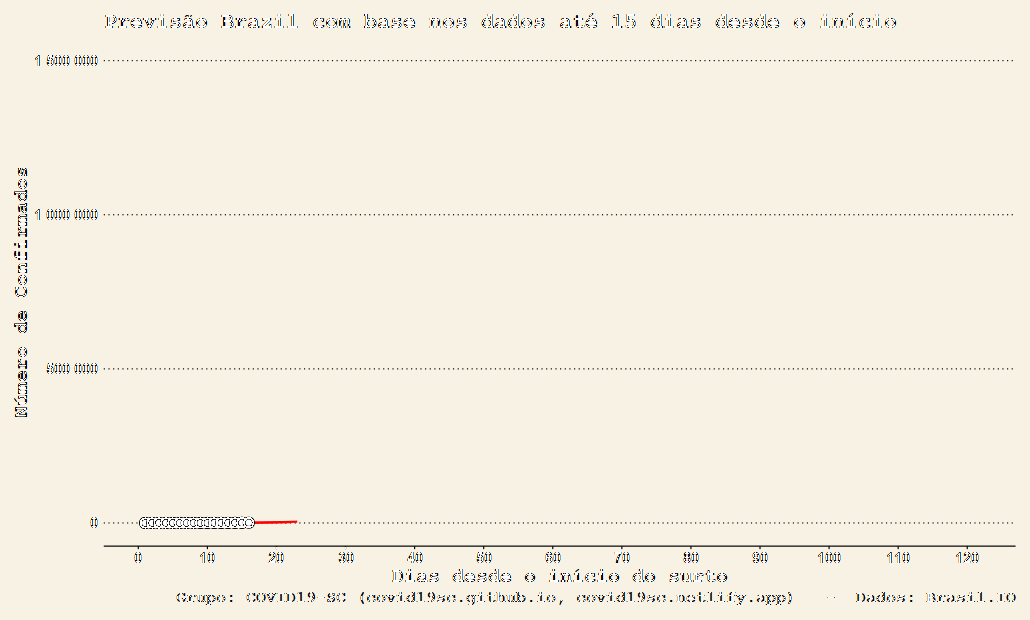 Previsão Brazil com base nos dados até 15 dias desde o início
1 500 000
1 000 000
500 000
0
Número de Confirmados
0 10 20 30 40 50 60 70 80 90 100 110 120
Dias desde o início do surto
Grupo: COVID19-SC (covid19sc.github.io, covid19sc.netlify.app) -- Dados: Brasil.IO